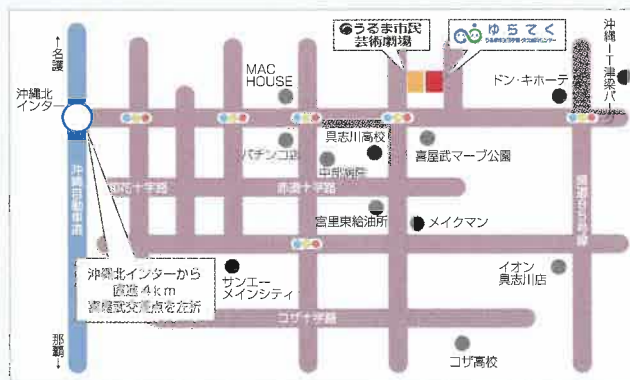 うるま市民
芸術劇場
ゆらてく
沖縄IT津梁パー
←名護
MAC
HOUSE
ドン・キホーテ
沖縄北
インター
具志川高校
パチンコ店
喜屋武マーブ公園
中部病院
赤道十字路
沖縄自動車道
宮里東給油所
メイクマン
沖縄北インターから
直進4km
喜屋武交差点を左折
サンエー
メインシティ
イオン
具志川店
コザ十字路
那覇→
コザ高校